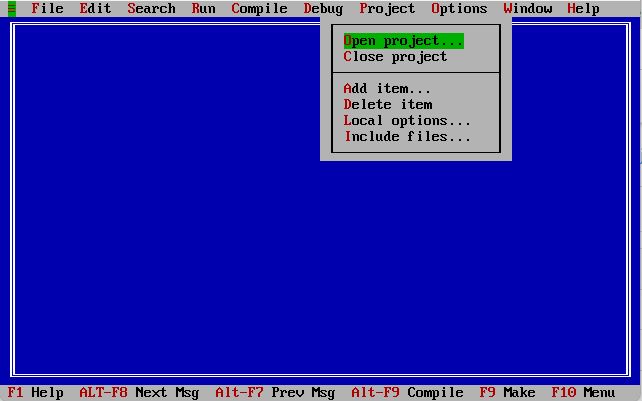 ≡ File Edit Search Run Compile Debug Project Options Window Help
Open project...
Close project
Add item...
Delete item
Local options...
Include files...
F1 Help ALT-F8 Next Msg Alt-F7 Prev Msg Alt-F9 Compile F9 Make F10 Menu